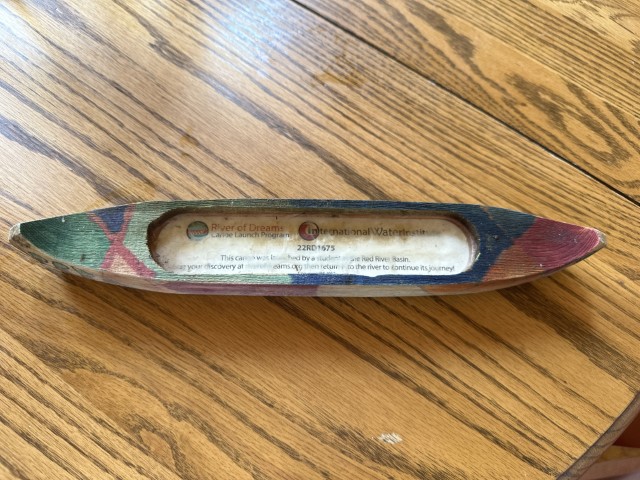 River of Dreams International Water
Canoe Launch Program
22RD1675
This canoe was launched by a student in the Red River Basin.
your discovery at then return to the river to continue its journey!